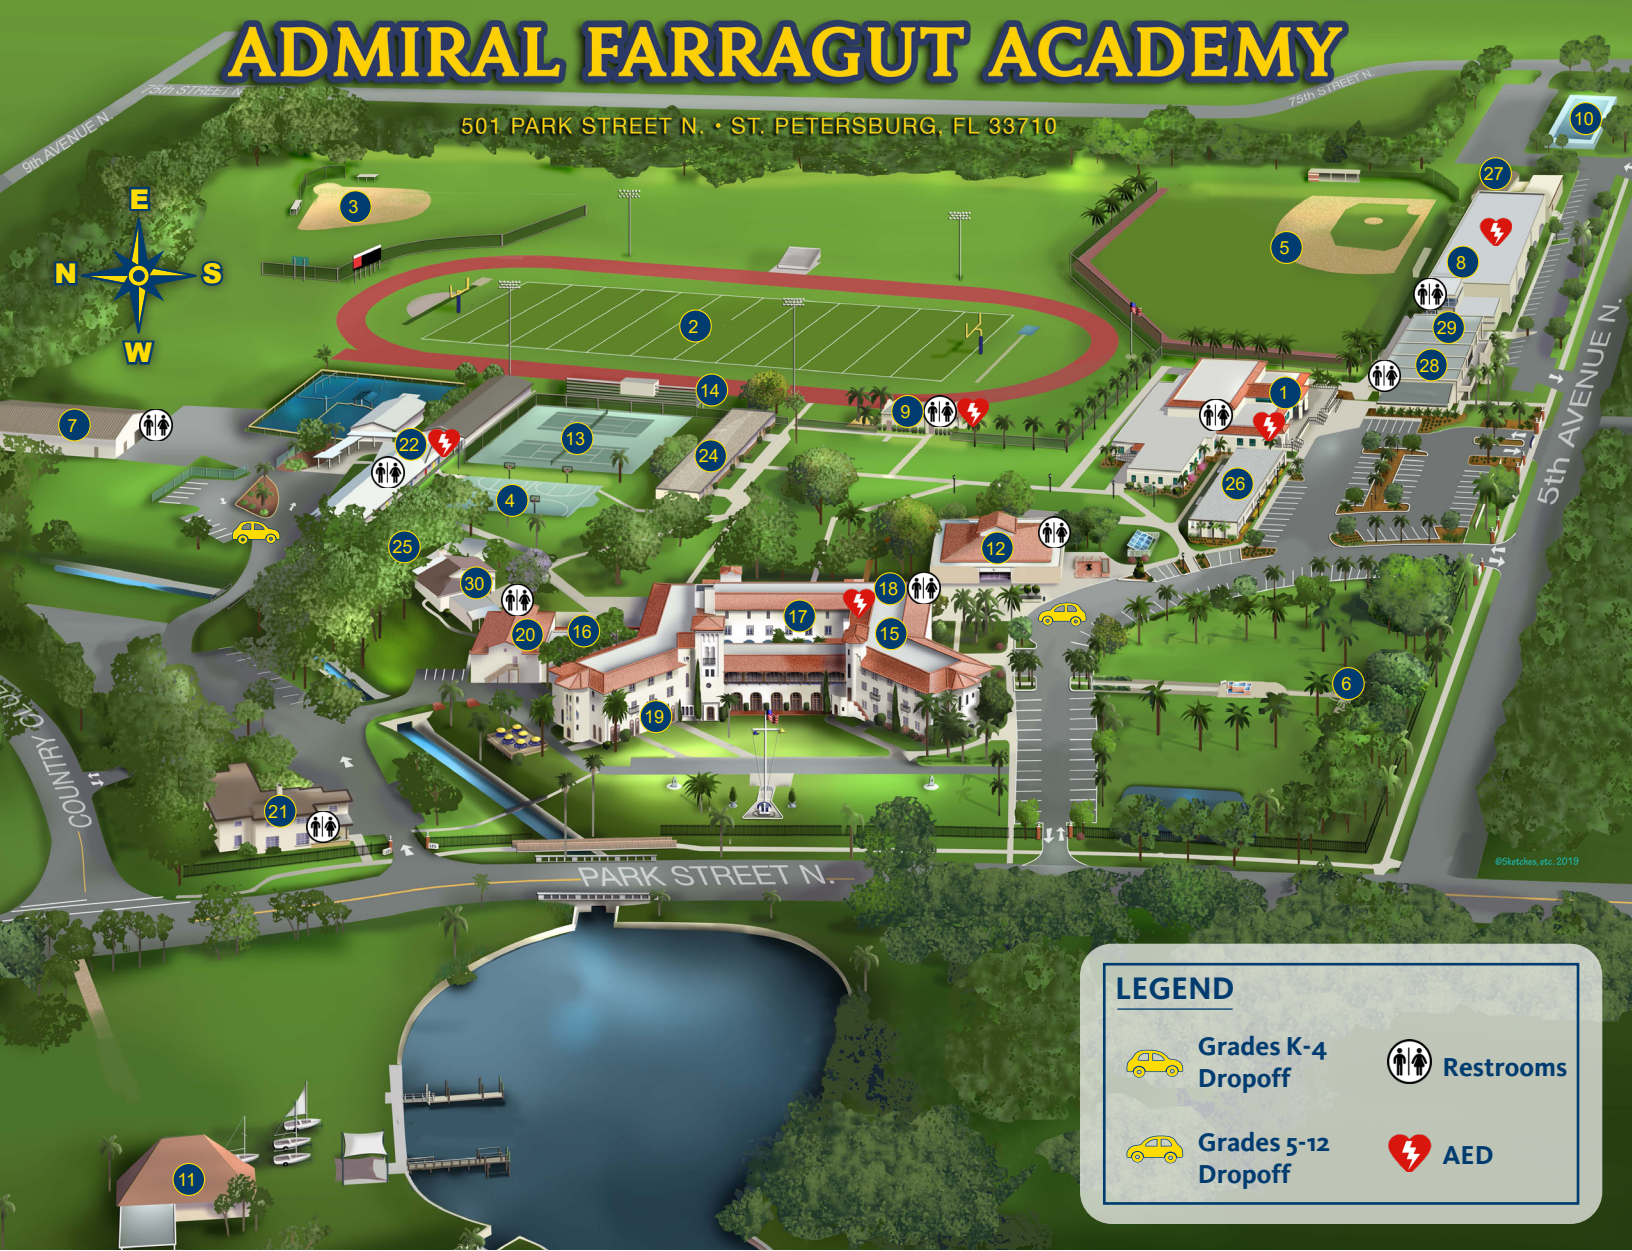 ADMIRAL FARRAGUT ACADEMY
501 PARK STREET N. • ST. PETERSBURG, FL 33710
75th STREET N.
75th STREET N.
9th AVENUE N.
10
27
3
E
N
S
W
5
8
2
29
28
14
1
9
7
22
13
24
26
4
5th AVENUE N.
25
12
30
18
17
20
16
15
6
19
COUNTRY CLUB
21
PARK STREET N.
©Sketches, etc. 2019
11
LEGEND
Grades K-4
Dropoff
Restrooms
Grades 5-12
Dropoff
AED